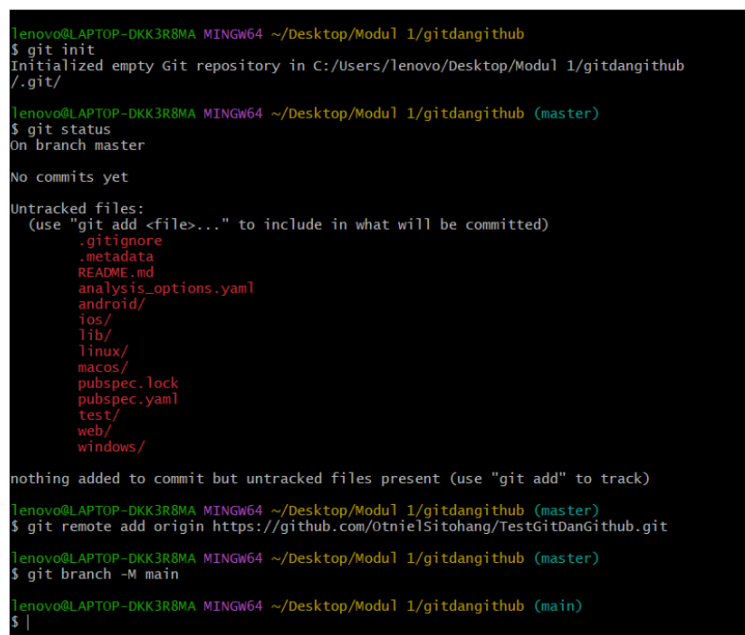 lenovo@LAPTOP-DKK3R8MA MINGW64 ~/Desktop/Modul 1/gitdangithub
$ git init
Initialized empty Git repository in C:/Users/lenovo/Desktop/Modul 1/gitdangithub
/.git/
lenovo@LAPTOP-DKK3R8MA MINGW64 ~/Desktop/Modul 1/gitdangithub (master)
$ git status
On branch master
No commits yet
Untracked files:
(use "git add <file>..." to include in what will be committed)
.gitignore
.metadata
README.md
analysis_options.yaml
android/
ios/
lib/
linux/
macos/
pubspec.lock
pubspec.yaml
test/
web/
windows/
nothing added to commit but untracked files present (use "git add" to track)
lenovo@LAPTOP-DKK3R8MA MINGW64 ~/Desktop/Modul 1/gitdangithub (master)
$ git remote add origin https://github.com/OtnielSitohang/TestGitDanGithub.git
lenovo@LAPTOP-DKK3R8MA MINGW64 ~/Desktop/Modul 1/gitdangithub (master)
$ git branch -M main
lenovo@LAPTOP-DKK3R8MA MINGW64 ~/Desktop/Modul 1/gitdangithub (main)
$